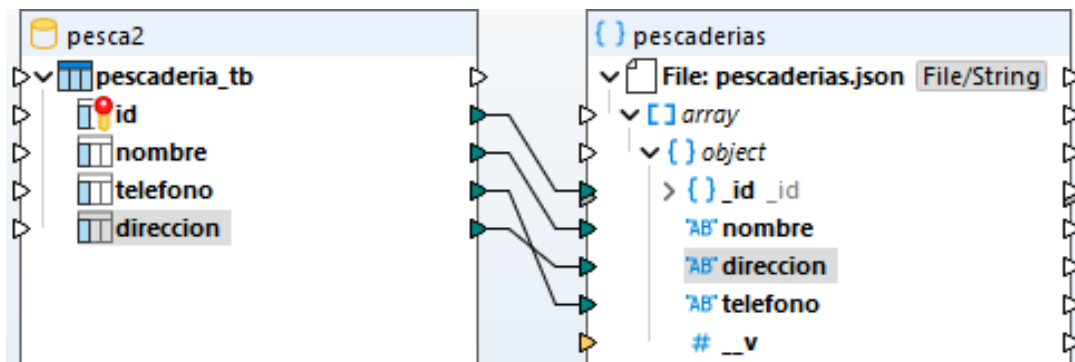 pesca2
pescaderia_tb
id
nombre
telefono
direccion
{ } pescaderias
File: pescaderias.json File/String
[ ] array
{ } object
{ } _id _id
"AB" nombre
"AB" direccion
"AB" telefono
# __v